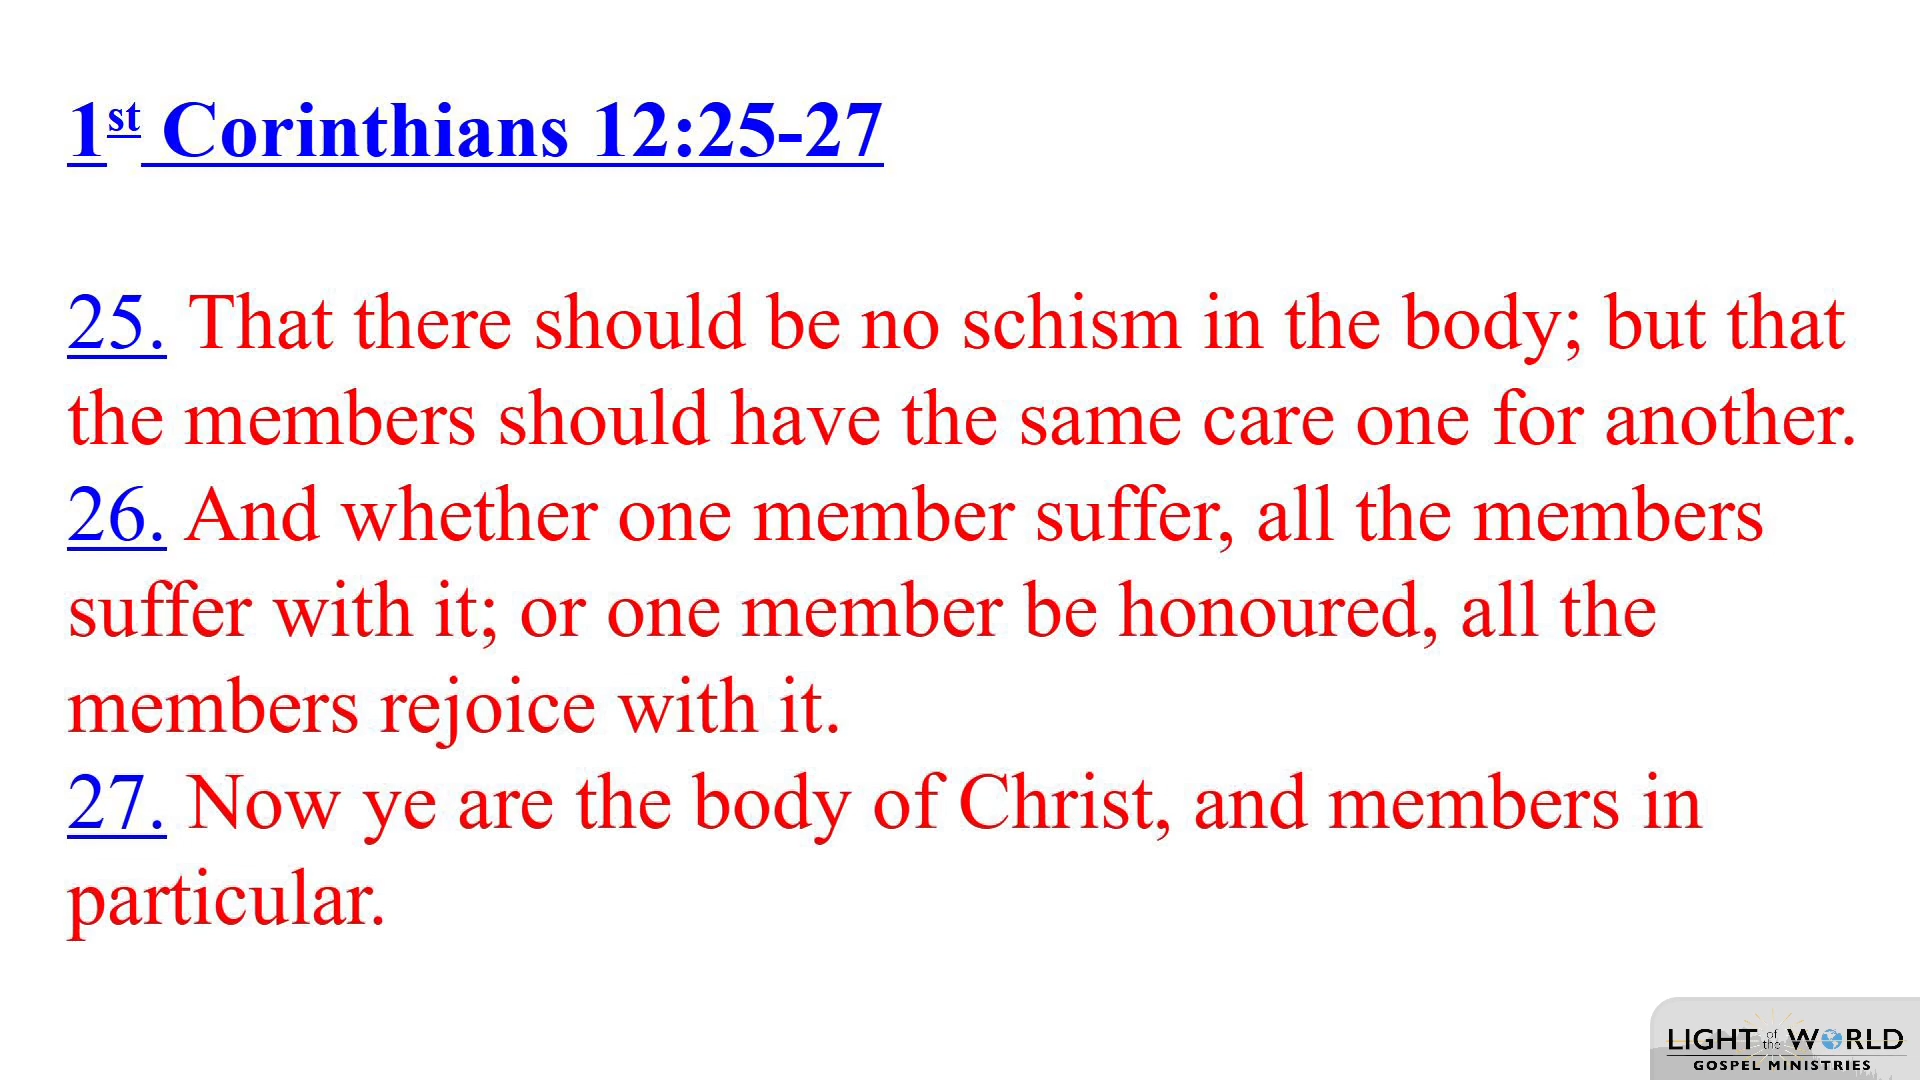 1st Corinthians 12:25-27
25. That there should be no schism in the body; but that
the members should have the same care one for another.
26. And whether one member suffer, all the members
suffer with it; or one member be honoured, all the
members rejoice with it.
27. Now ye are the body of Christ, and members in
particular.
LIGHT of the WORLD
GOSPEL MINISTRIES